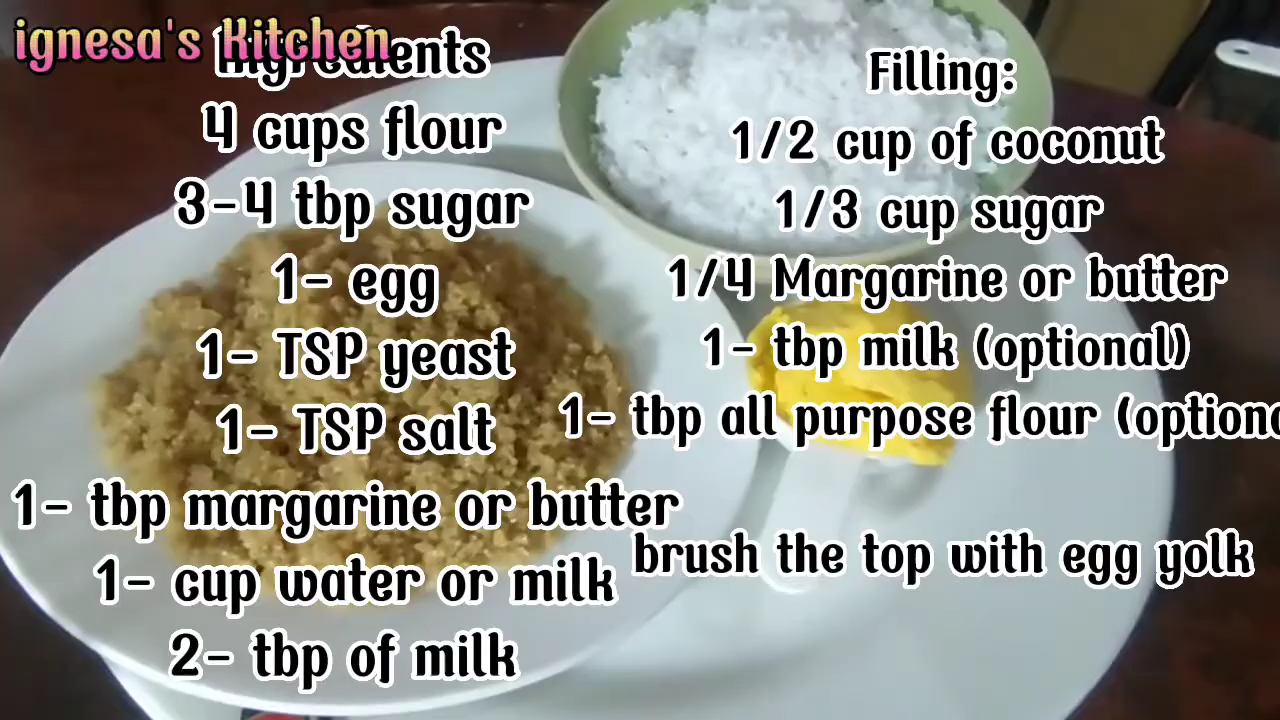 ignesa's Kitchen
Ingredients
4 cups flour
3-4 tbp sugar
1- egg
1- TSP yeast
1- TSP salt
1- tbp margarine or butter
1- cup water or milk
2- tbp of milk
Filling:
1/2 cup of coconut
1/3 cup sugar
1/4 Margarine or butter
1- tbp milk (optional)
1- tbp all purpose flour (optiona
brush the top with egg yolk